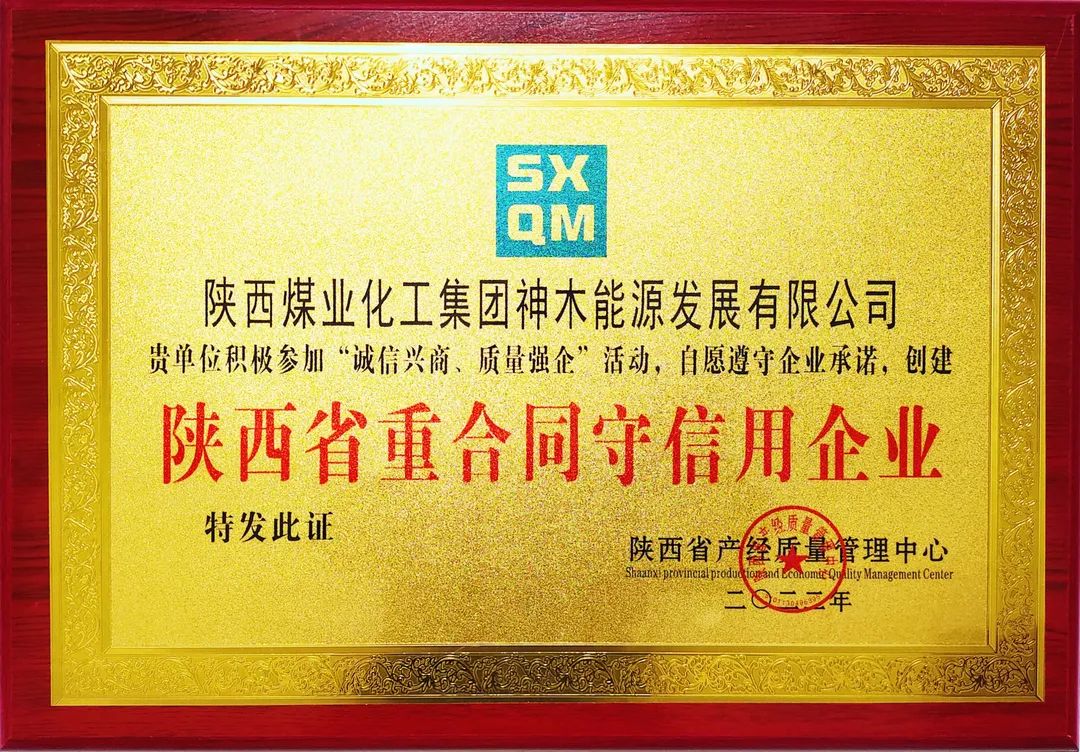 SX
QM
陕西煤业化工集团神木能源发展有限公司
贵单位积极参加“诚信兴商、质量强企”活动，自愿遵守企业承诺，创建
陕西省重合同守信用企业
特发此证
陕西省产经质量管理中心
Shaanxi provincial production and Economic Quality Management Center
二〇二二年